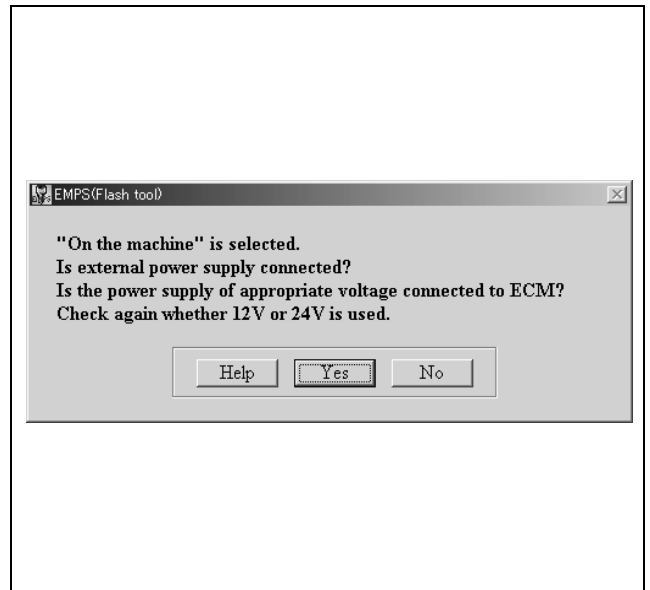 EMPS(Flash tool)
"On the machine" is selected.
Is external power supply connected?
Is the power supply of appropriate voltage connected to ECM?
Check again whether 12V or 24V is used.
Help Yes No